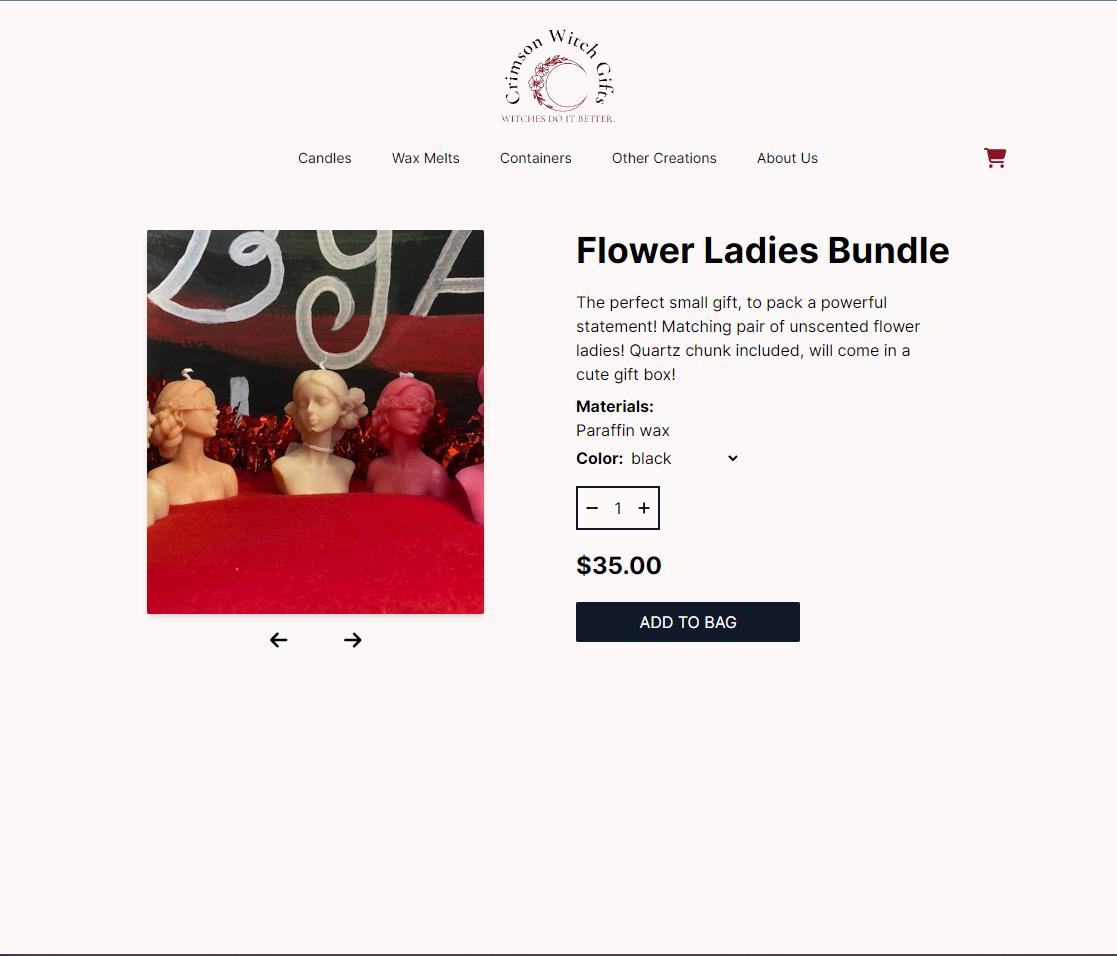 Crimson Witch Gifts
WITCHES DO IT BETTER.
Candles
Wax Melts
Containers
Other Creations
About Us
Flower Ladies Bundle
The perfect small gift, to pack a powerful
statement! Matching pair of unscented flower
ladies! Quartz chunk included, will come in a
cute gift box!
Materials:
Paraffin wax
Color: black
1
$35.00
ADD TO BAG